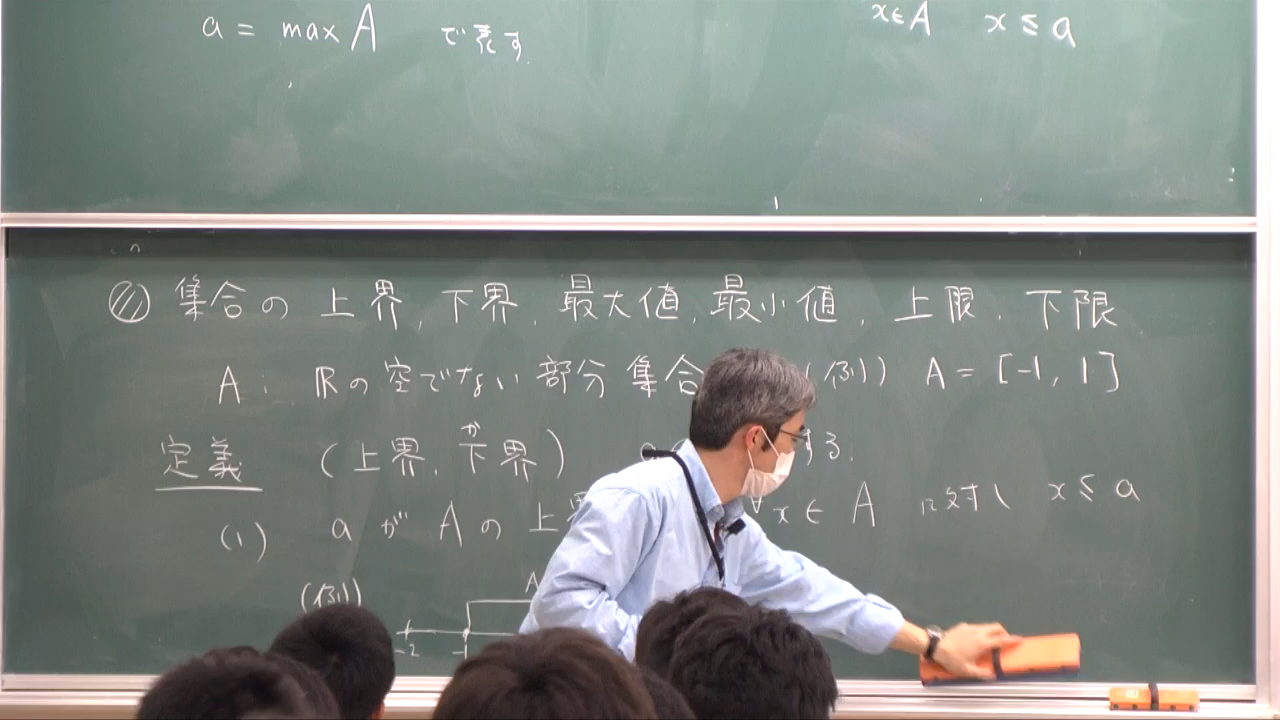 a = max A で表す.
x∈A x ≤ a
集合の 上界, 下界, 最大値, 最小値, 上限, 下限
A: ℝの空でない部分集合 (例) A = [-1, 1]
定義 (上界, 下界) する.
(1) a が A の 上界 ∀x∈A に対し x ≤ a
(例) A
-2